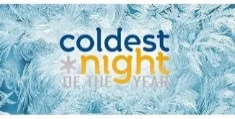 coldest
night
OF THE YEAR